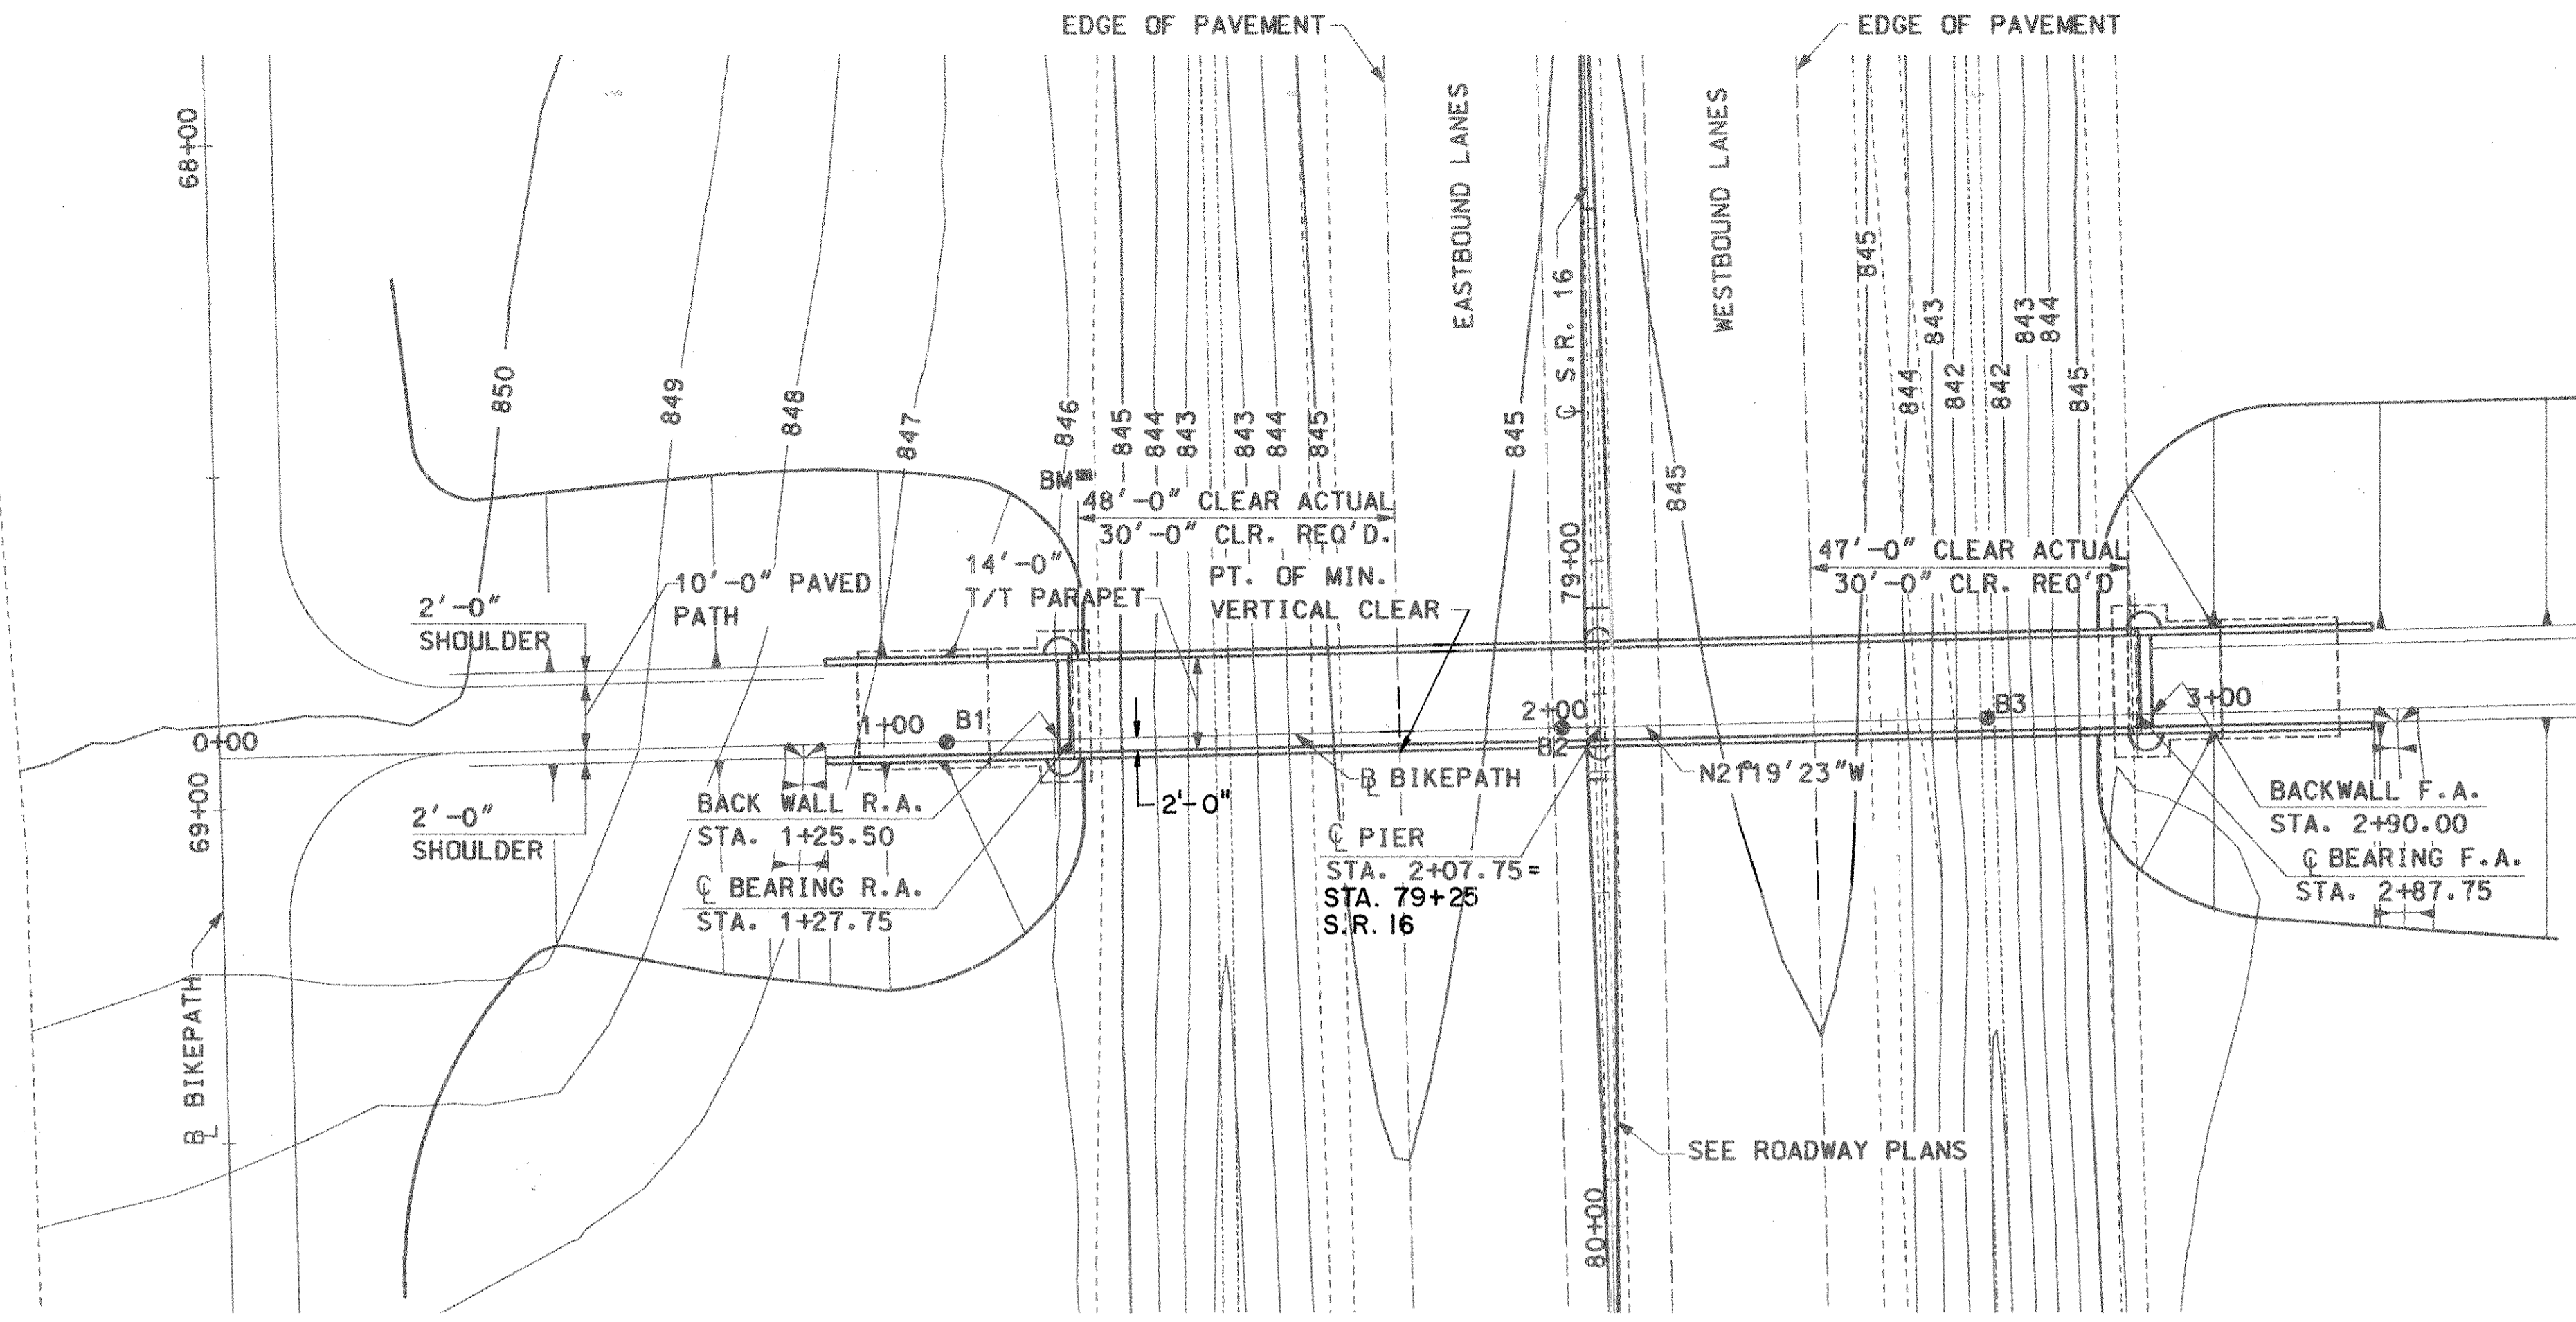 EDGE OF PAVEMENT
EDGE OF PAVEMENT
68+00
EASTBOUND LANES
WESTBOUND LANES
℄ S.R. 16
845
850
849
848
847
846
845
844
843
843
844
845
845
845
844
843
842
842
843
844
845
BM
48'-0" CLEAR ACTUAL
30'-0" CLR. REQ'D.
79+00
47'-0" CLEAR ACTUAL
30'-0" CLR. REQ'D
14'-0"
T/T PARAPET
PT. OF MIN.
VERTICAL CLEAR
10'-0" PAVED
PATH
2'-0"
SHOULDER
0+00
1+00
B1
2+00
B2
B3
3+00
69+00
2'-0"
SHOULDER
BACK WALL R.A.
STA. 1+25.50
℄ BEARING R.A.
STA. 1+27.75
2'-0"
BL BIKEPATH
N21°19'23"W
℄ PIER
STA. 2+07.75=
STA. 79+25
S.R. 16
BACKWALL F.A.
STA. 2+90.00
℄ BEARING F.A.
STA. 2+87.75
BL BIKEPATH
SEE ROADWAY PLANS
80+00